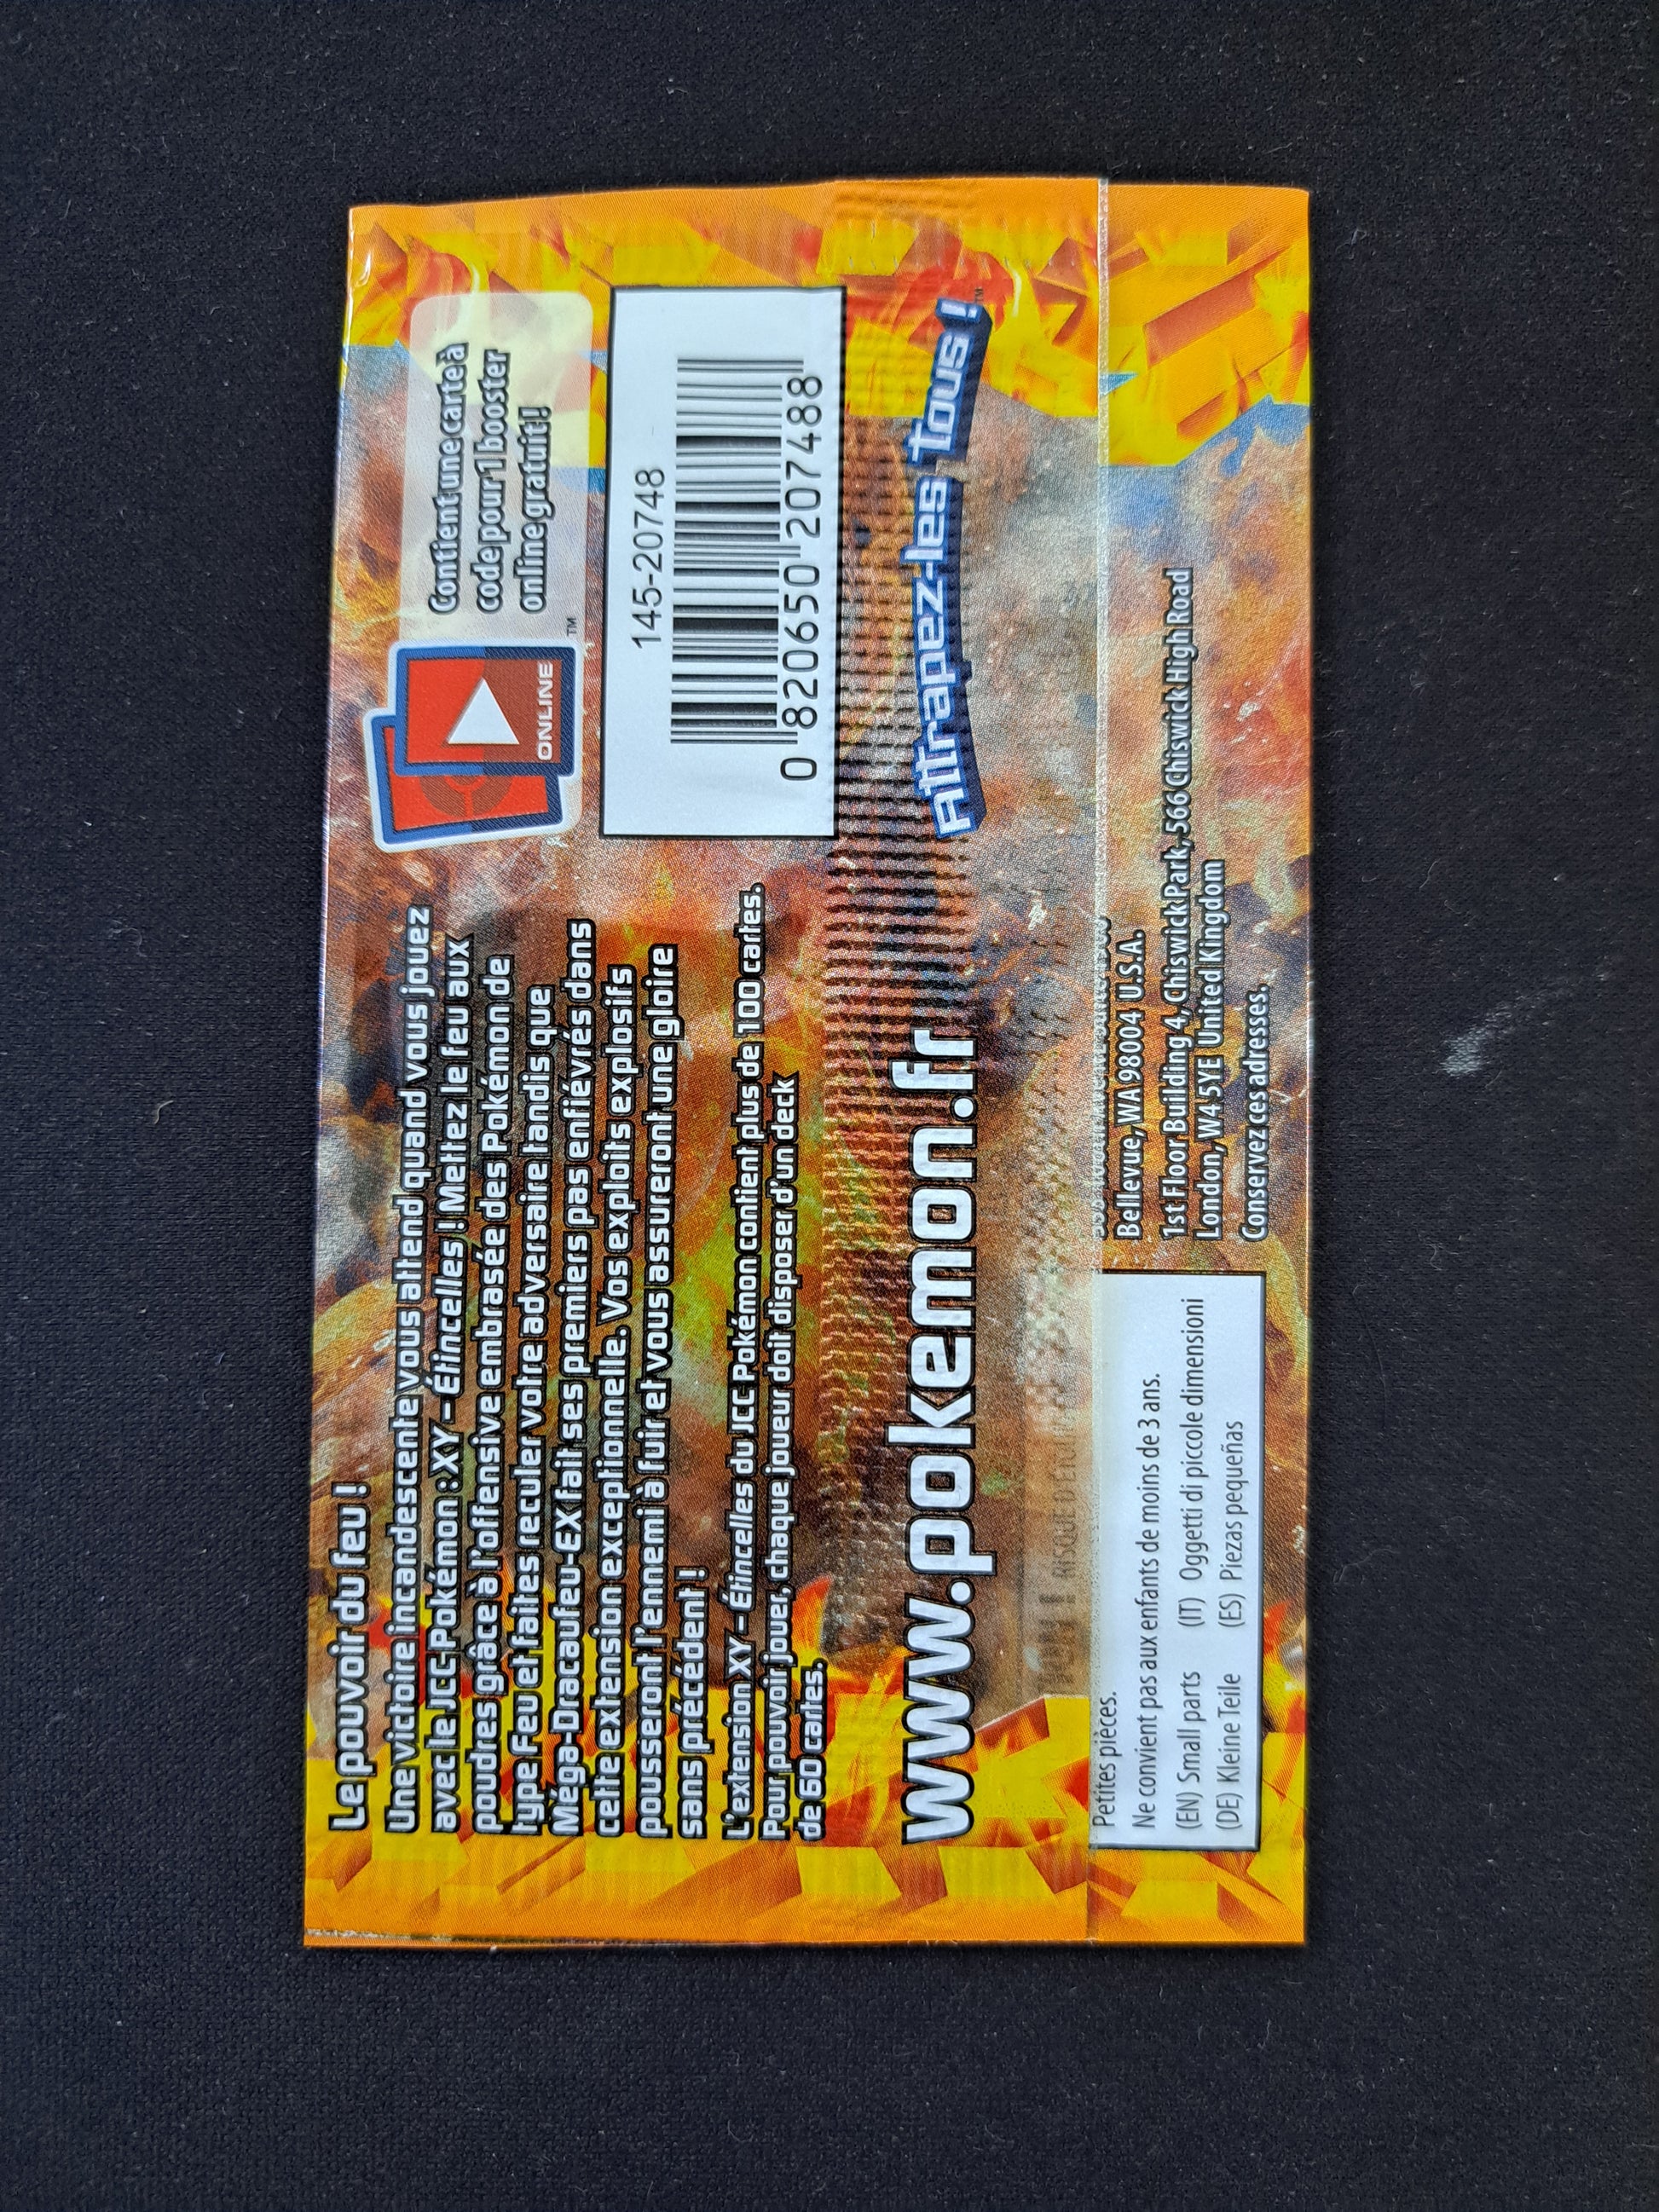 Le pouvoir du feu !
Une victoire incandescente vous attend quand vous jouez
avec le JCC Pokémon : XY – Étincelles ! Mettez le feu aux
poudres grâce à l'offensive embrasée des Pokémon de
type Feu et faites reculer votre adversaire tandis que
Méga-Dracaufeu-EX fait ses premiers pas enfiévrés dans
cette extension exceptionnelle. Vos exploits explosifs
pousseront l'ennemi à fuir et vous assureront une gloire
sans précédent !
L'extension XY – Étincelles du JCC Pokémon contient plus de 100 cartes.
Pour pouvoir jouer, chaque joueur doit disposer d'un deck
de 60 cartes.
ONLINE
TM
Contient une carte à
code pour 1 booster
online gratuit !
145-20748
0 820650 207488
www.pokemon.fr
Attrapez-les Tous !
TM
RISQUE D'ÉTOUFF
Petites pièces.
Ne convient pas aux enfants de moins de 3 ans.
(EN) Small parts (IT) Oggetti di piccole dimensioni
(DE) Kleine Teile (ES) Piezas pequeñas
Bellevue, WA 98004 U.S.A.
1st Floor Building 4, Chiswick Park, 566 Chiswick High Road
London, W4 5YE United Kingdom
Conservez ces adresses.